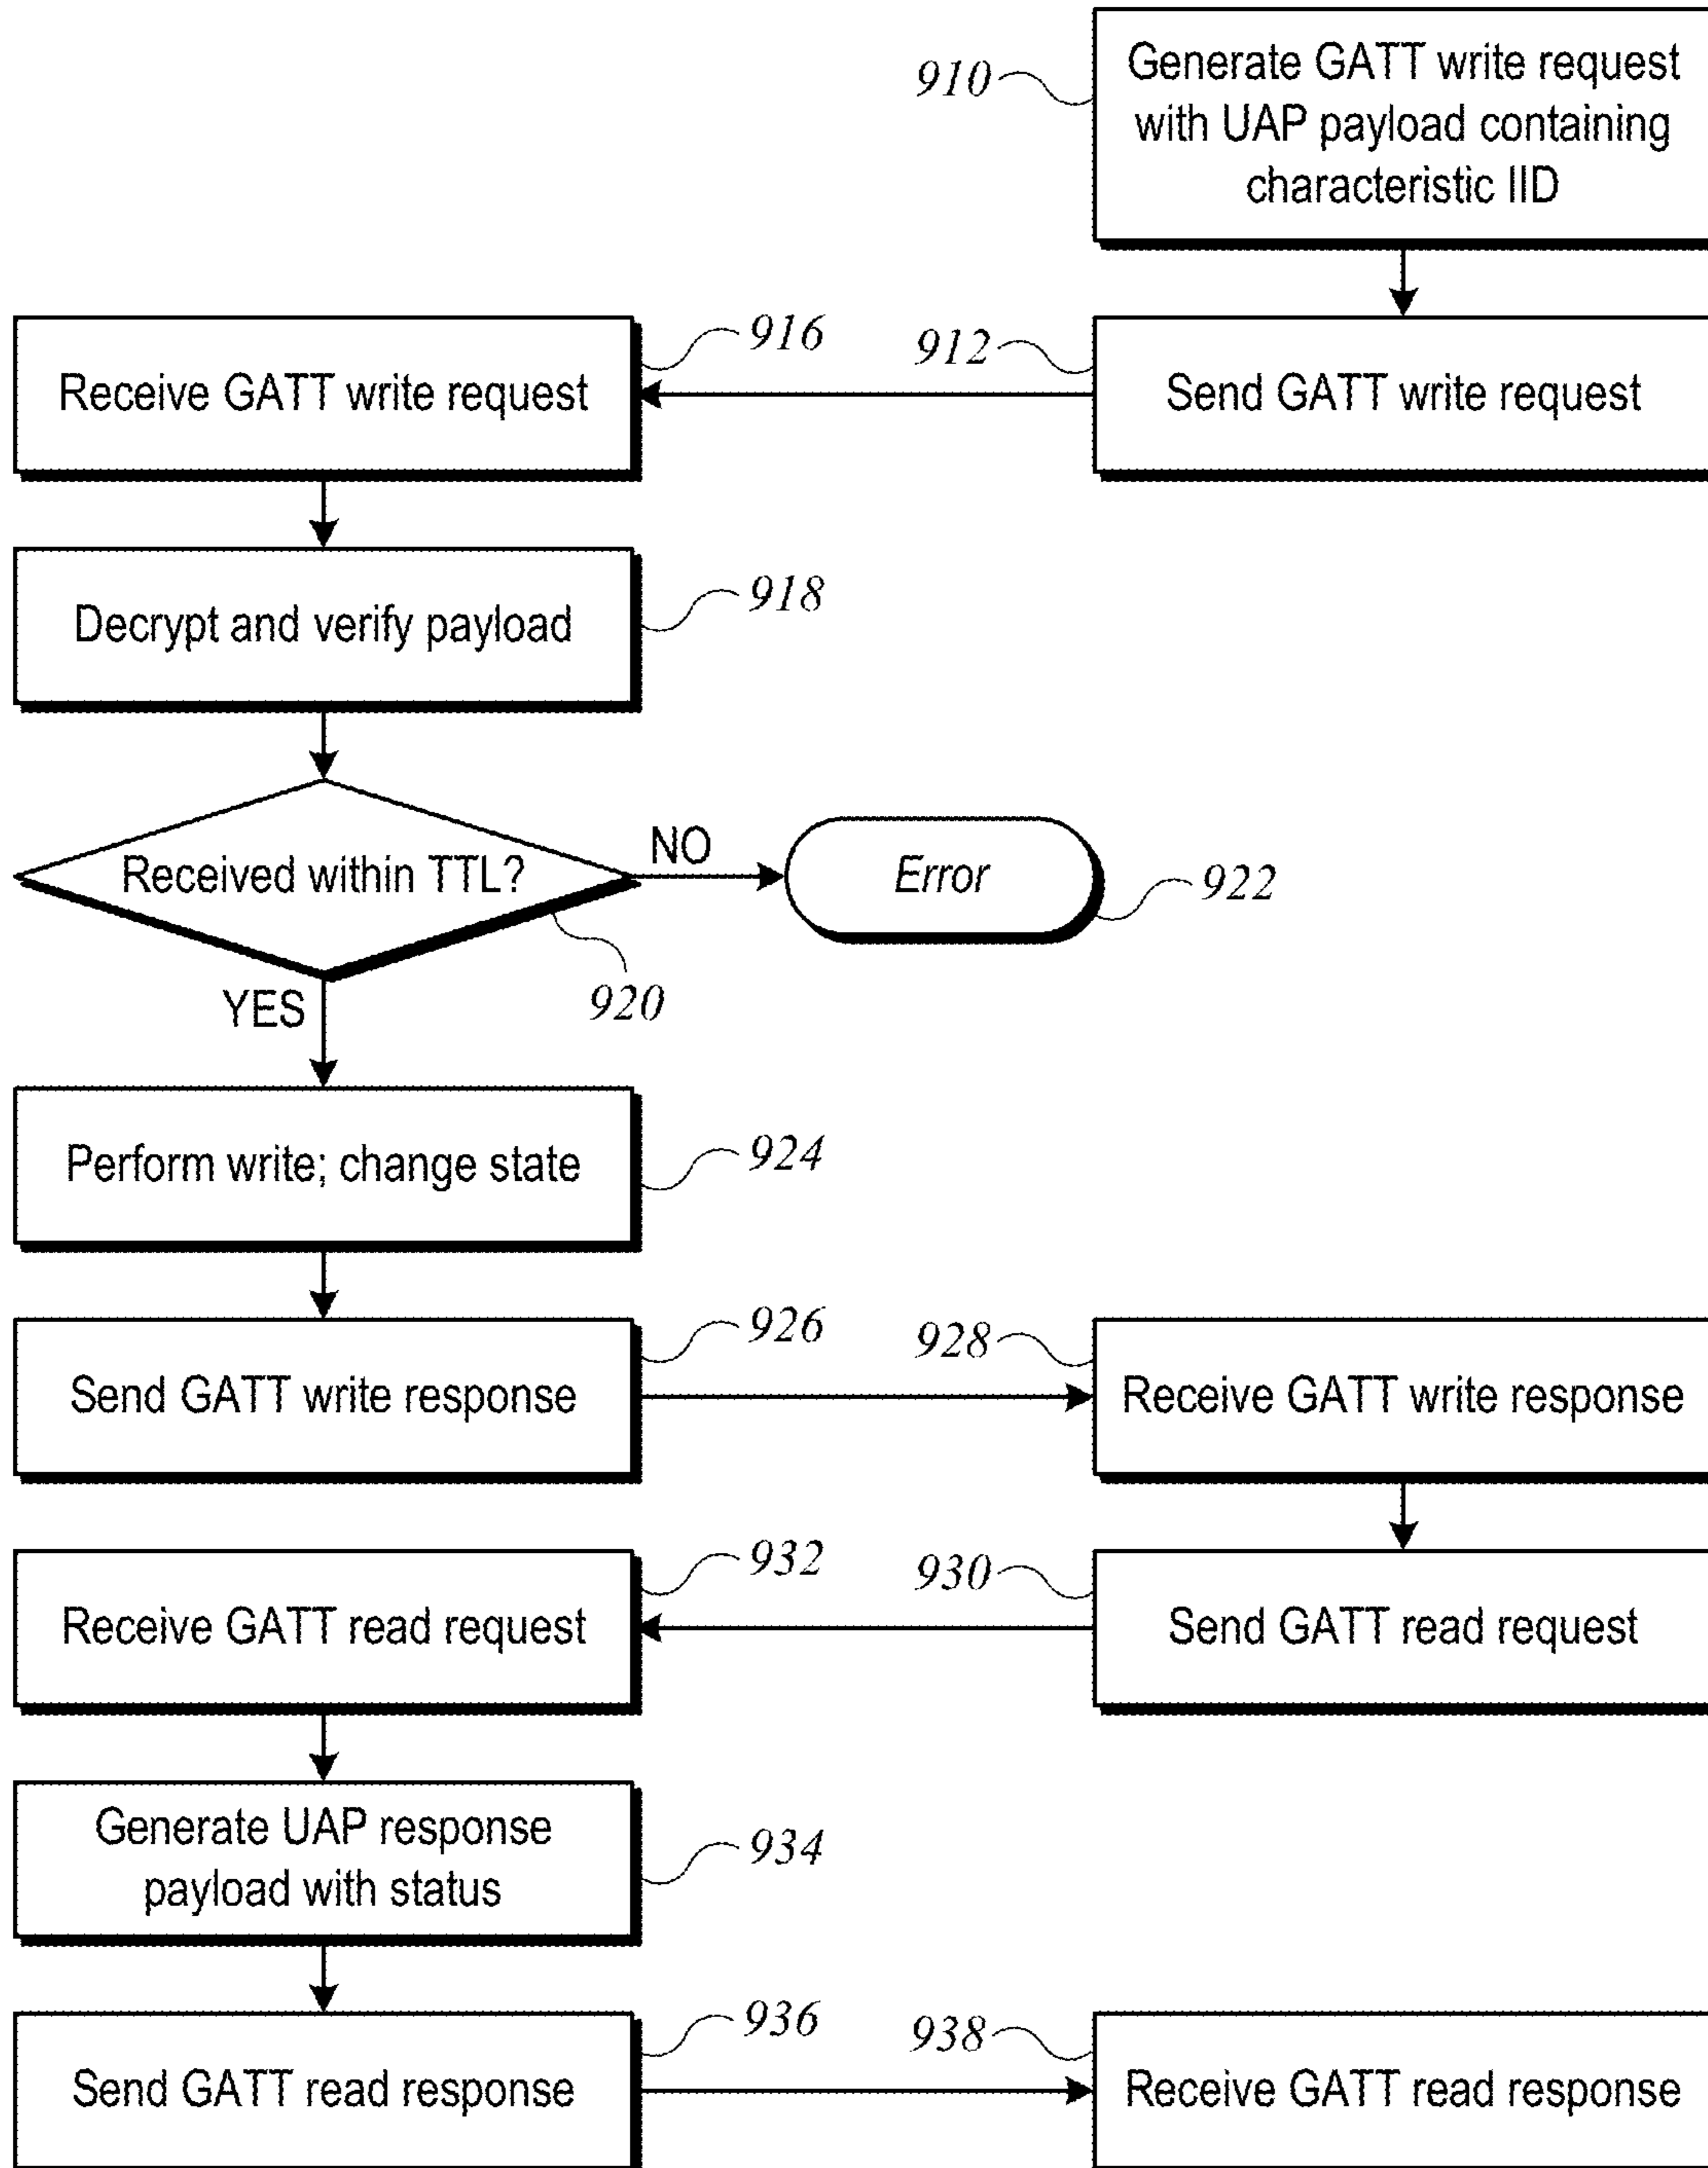 910
Generate GATT write request
with UAP payload containing
characteristic IID
916
912
Receive GATT write request
Send GATT write request
918
Decrypt and verify payload
Received within TTL?
NO
Error
922
920
YES
924
Perform write; change state
926
928
Send GATT write response
Receive GATT write response
932
930
Receive GATT read request
Send GATT read request
Generate UAP response
payload with status
934
936
938
Send GATT read response
Receive GATT read response